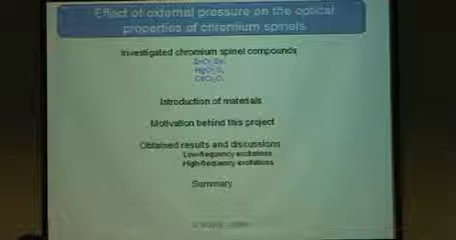 Effect of external pressure on the optical
properties of chromium spinels
Investigated chromium spinel compounds
Introduction of materials
Motivation behind this project
Obtained results and discussions
Low-frequency excitations
High-frequency excitations
Summary